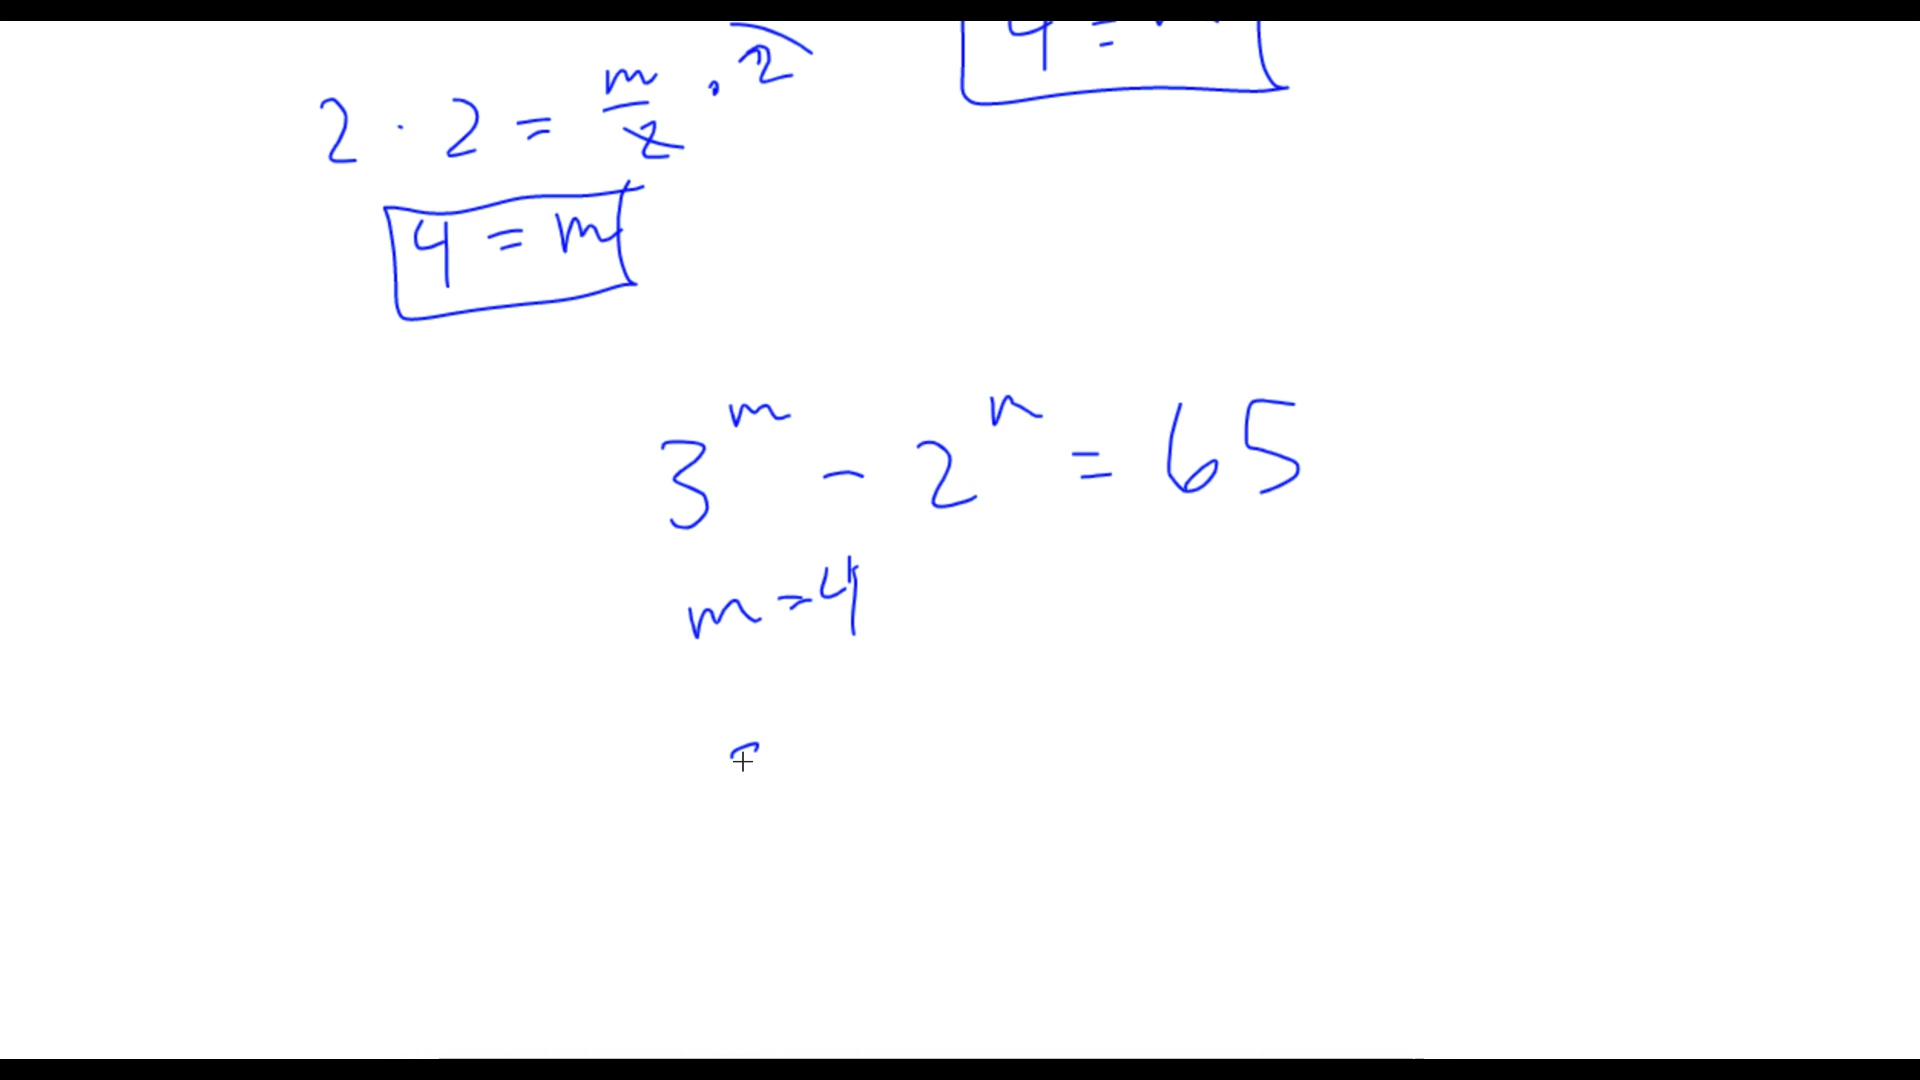 2 · 2 = m/2 · 2
4 = m
3^m - 2^n = 65
m = 4